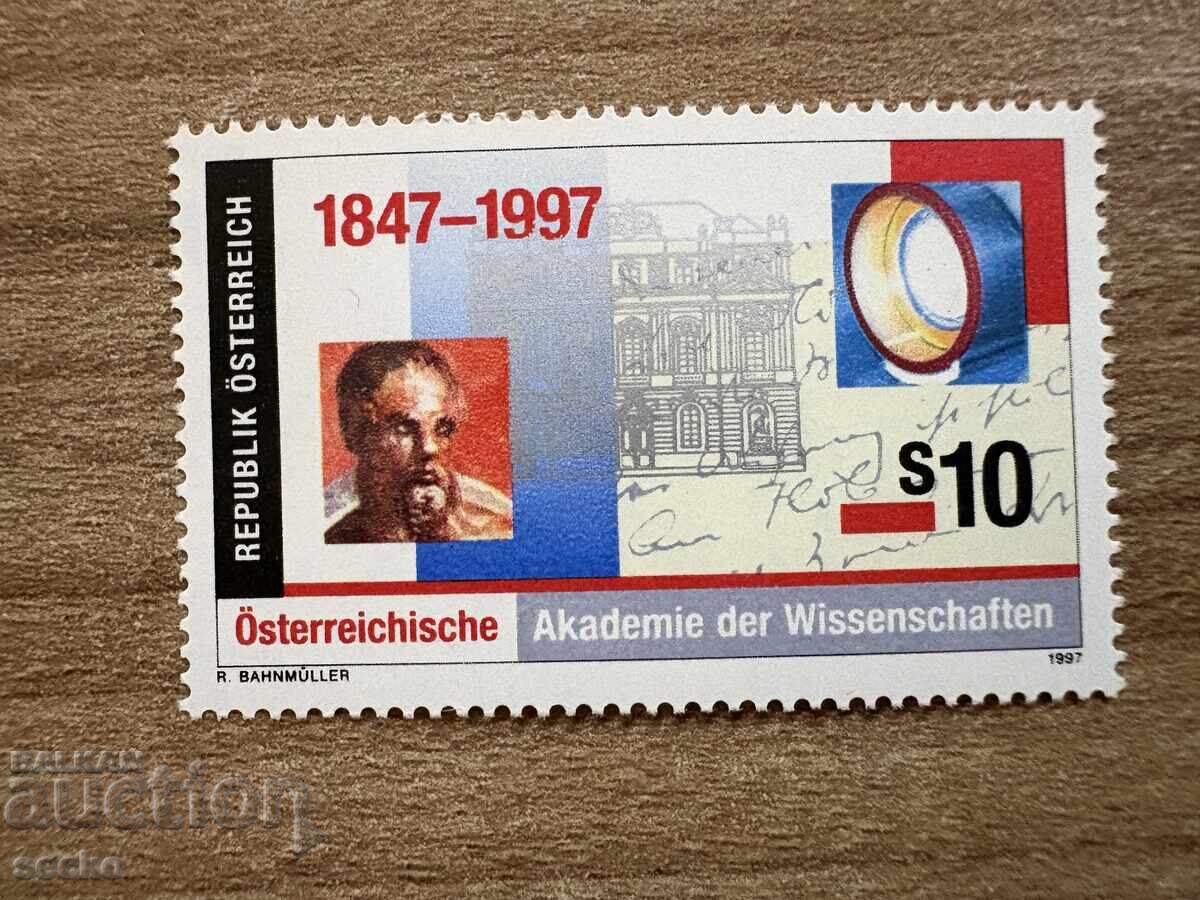 REPUBLIK ÖSTERREICH
1847–1997
S10
Österreichische Akademie der Wissenschaften
R. BAHNMÜLLER
1997
BALKAN
auction
secko